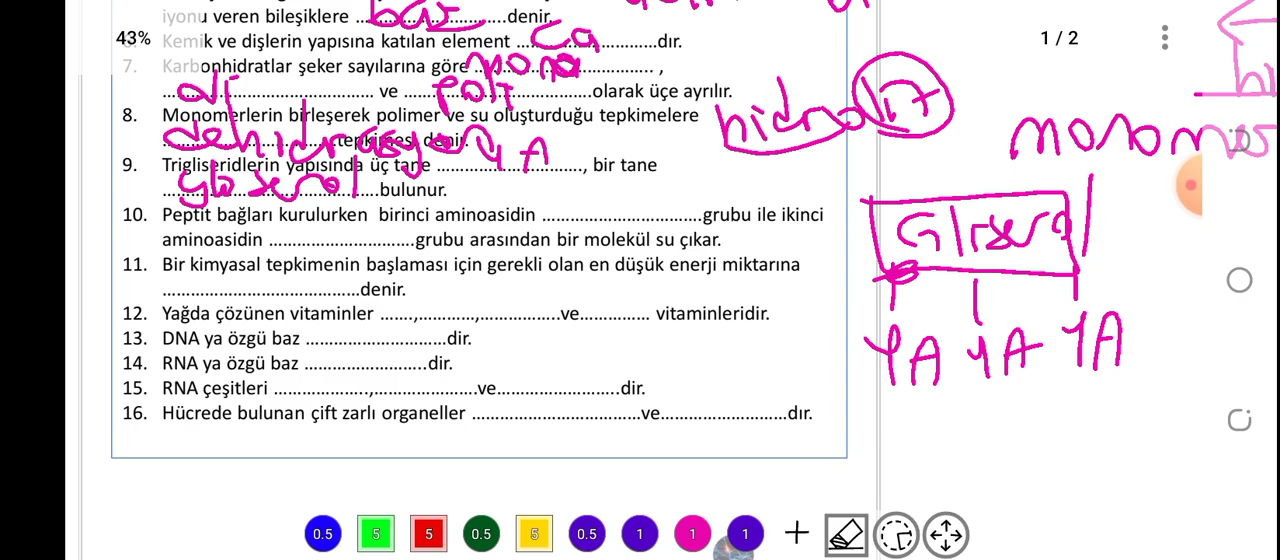 iyonu veren bileşiklere ..................................denir.
baz
43%
1 / 2
6. Kemik ve dişlerin yapısına katılan element ................................dır.
Ca
7. Karbonhidratlar şeker sayılarına göre ........................................ ,
mono
............................................... ve ..........................................olarak üçe ayrılır.
poli
8. Monomerlerin birleşerek polimer ve su oluşturduğu tepkimelere
hidroliz
monomer
.......................................tepkimesi denir.
dehidrasyon
9. Trigliseridlerin yapısında üç tane ................................., bir tane
YA
................................................bulunur.
gliserol
10. Peptit bağları kurulurken birinci aminoasidin ....................................grubu ile ikinci
Gliserol
aminoasidin .................................grubu arasından bir molekül su çıkar.
11. Bir kimyasal tepkimenin başlaması için gerekli olan en düşük enerji miktarına
............................................denir.
12. Yağda çözünen vitaminler .......,.............,..................ve............... vitaminleridir.
13. DNA ya özgü baz ................................dir.
YA YA YA
14. RNA ya özgü baz ............................dir.
15. RNA çeşitleri .....................,.......................ve...........................dir.
16. Hücrede bulunan çift zarlı organeller ......................................ve............................dır.
0.5 5 5 0.5 5 0.5 1 1 1